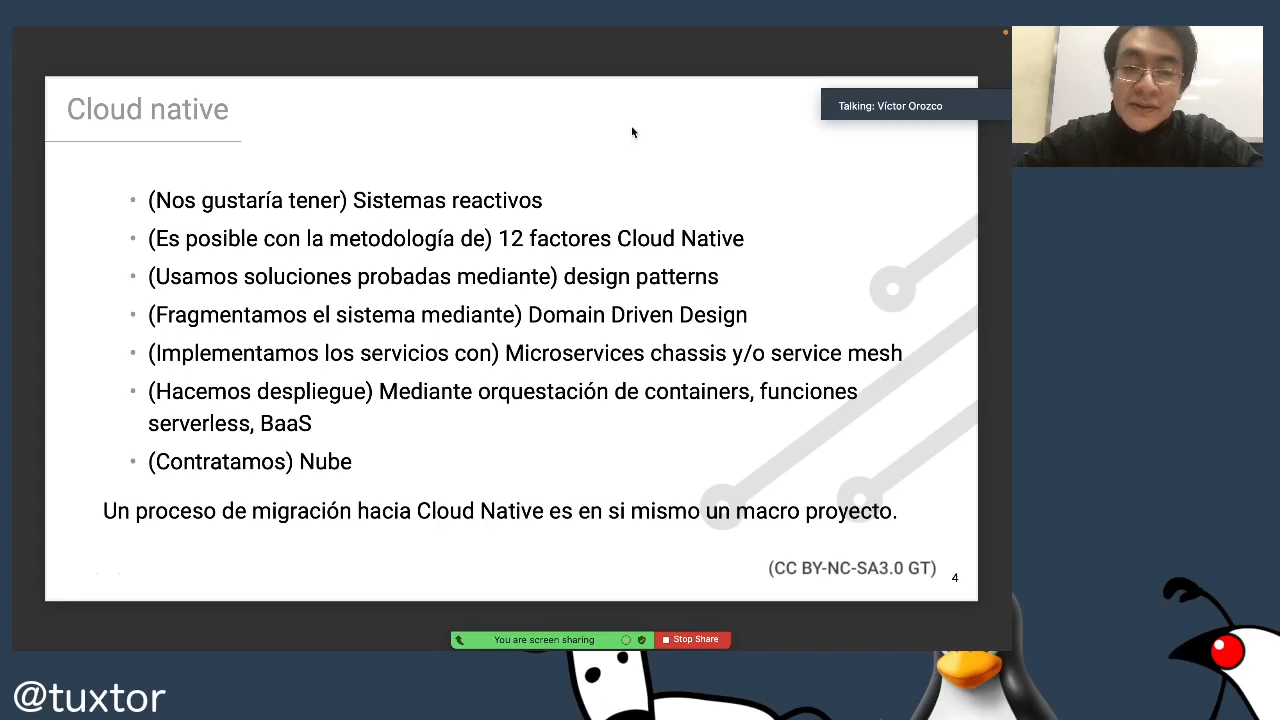 Cloud native
Talking: Víctor Orozco
• (Nos gustaría tener) Sistemas reactivos
• (Es posible con la metodología de) 12 factores Cloud Native
• (Usamos soluciones probadas mediante) design patterns
• (Fragmentamos el sistema mediante) Domain Driven Design
• (Implementamos los servicios con) Microservices chassis y/o service mesh
• (Hacemos despliegue) Mediante orquestación de containers, funciones
serverless, BaaS
• (Contratamos) Nube
Un proceso de migración hacia Cloud Native es en si mismo un macro proyecto.
(CC BY-NC-SA3.0 GT)
4
You are screen sharing
Stop Share
@tuxtor